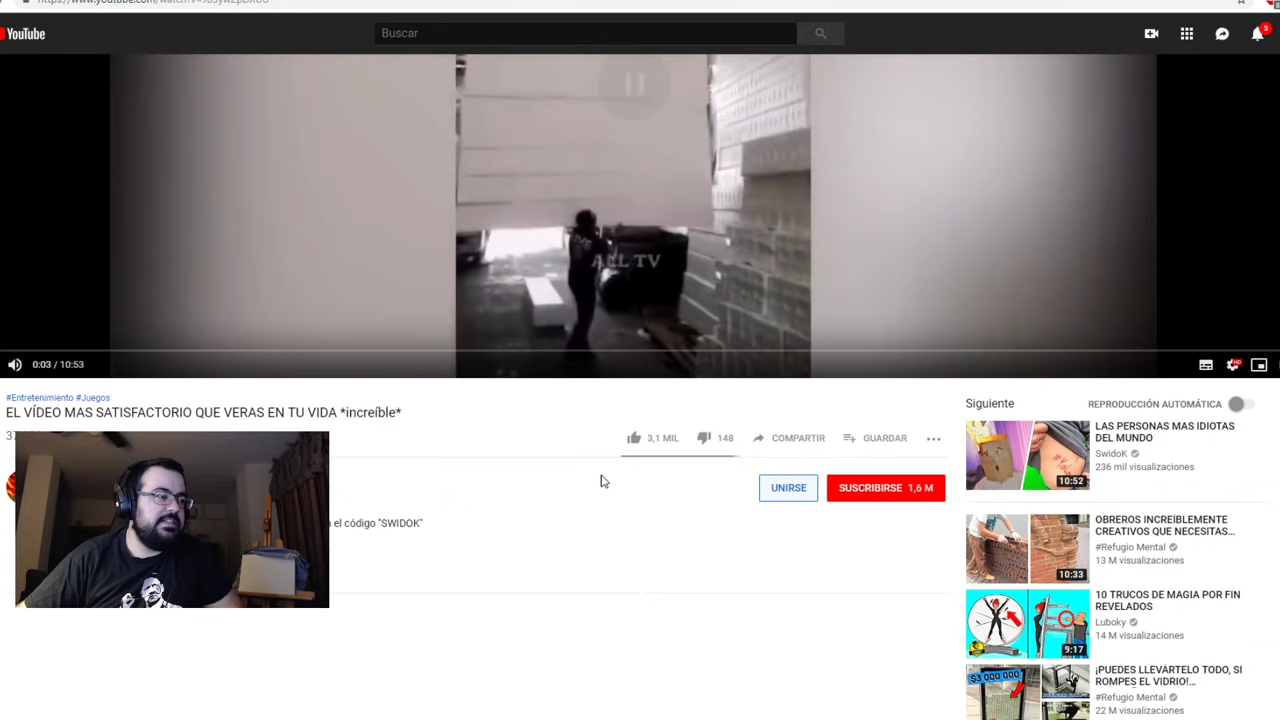 YouTube
Buscar
5
ALL TV
0:03 / 10:53
HD
#Entretenimiento #Juegos
EL VÍDEO MAS SATISFACTORIO QUE VERAS EN TU VIDA *increíble*
3,1 MIL
148
COMPARTIR
GUARDAR
UNIRSE
SUSCRIBIRSE 1,6 M
el código "SWIDOK"
Siguiente
REPRODUCCIÓN AUTOMÁTICA
LAS PERSONAS MAS IDIOTAS
DEL MUNDO
SwidoK
236 mil visualizaciones
10:52
OBREROS INCREÍBLEMENTE
CREATIVOS QUE NECESITAS…
#Refugio Mental
13 M visualizaciones
10:33
10 TRUCOS DE MAGIA POR FIN
REVELADOS
Luboky
14 M visualizaciones
9:17
¡PUEDES LLEVÁRTELO TODO, SI
ROMPES EL VIDRIO!…
#Refugio Mental
22 M visualizaciones
$3 000 000